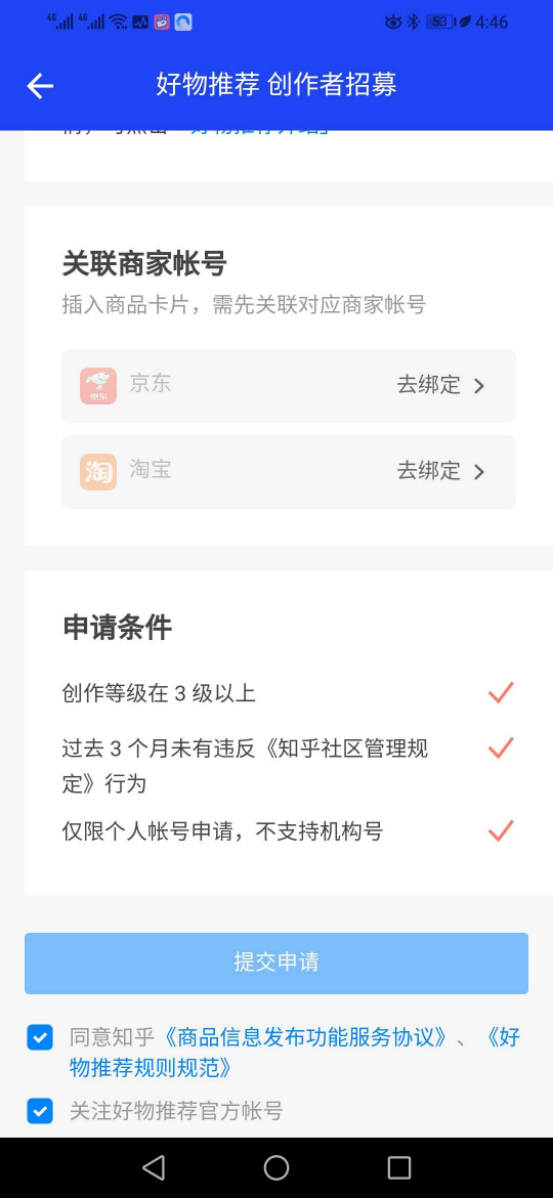 4G 4G 53 4:46
好物推荐 创作者招募
关联商家帐号
插入商品卡片，需先关联对应商家帐号
京东 京东 去绑定
淘 淘宝 去绑定
申请条件
创作等级在 3 级以上
过去 3 个月未有违反《知乎社区管理规
定》行为
仅限个人帐号申请，不支持机构号
提交申请
同意知乎《商品信息发布功能服务协议》、《好
物推荐规则规范》
关注好物推荐官方帐号